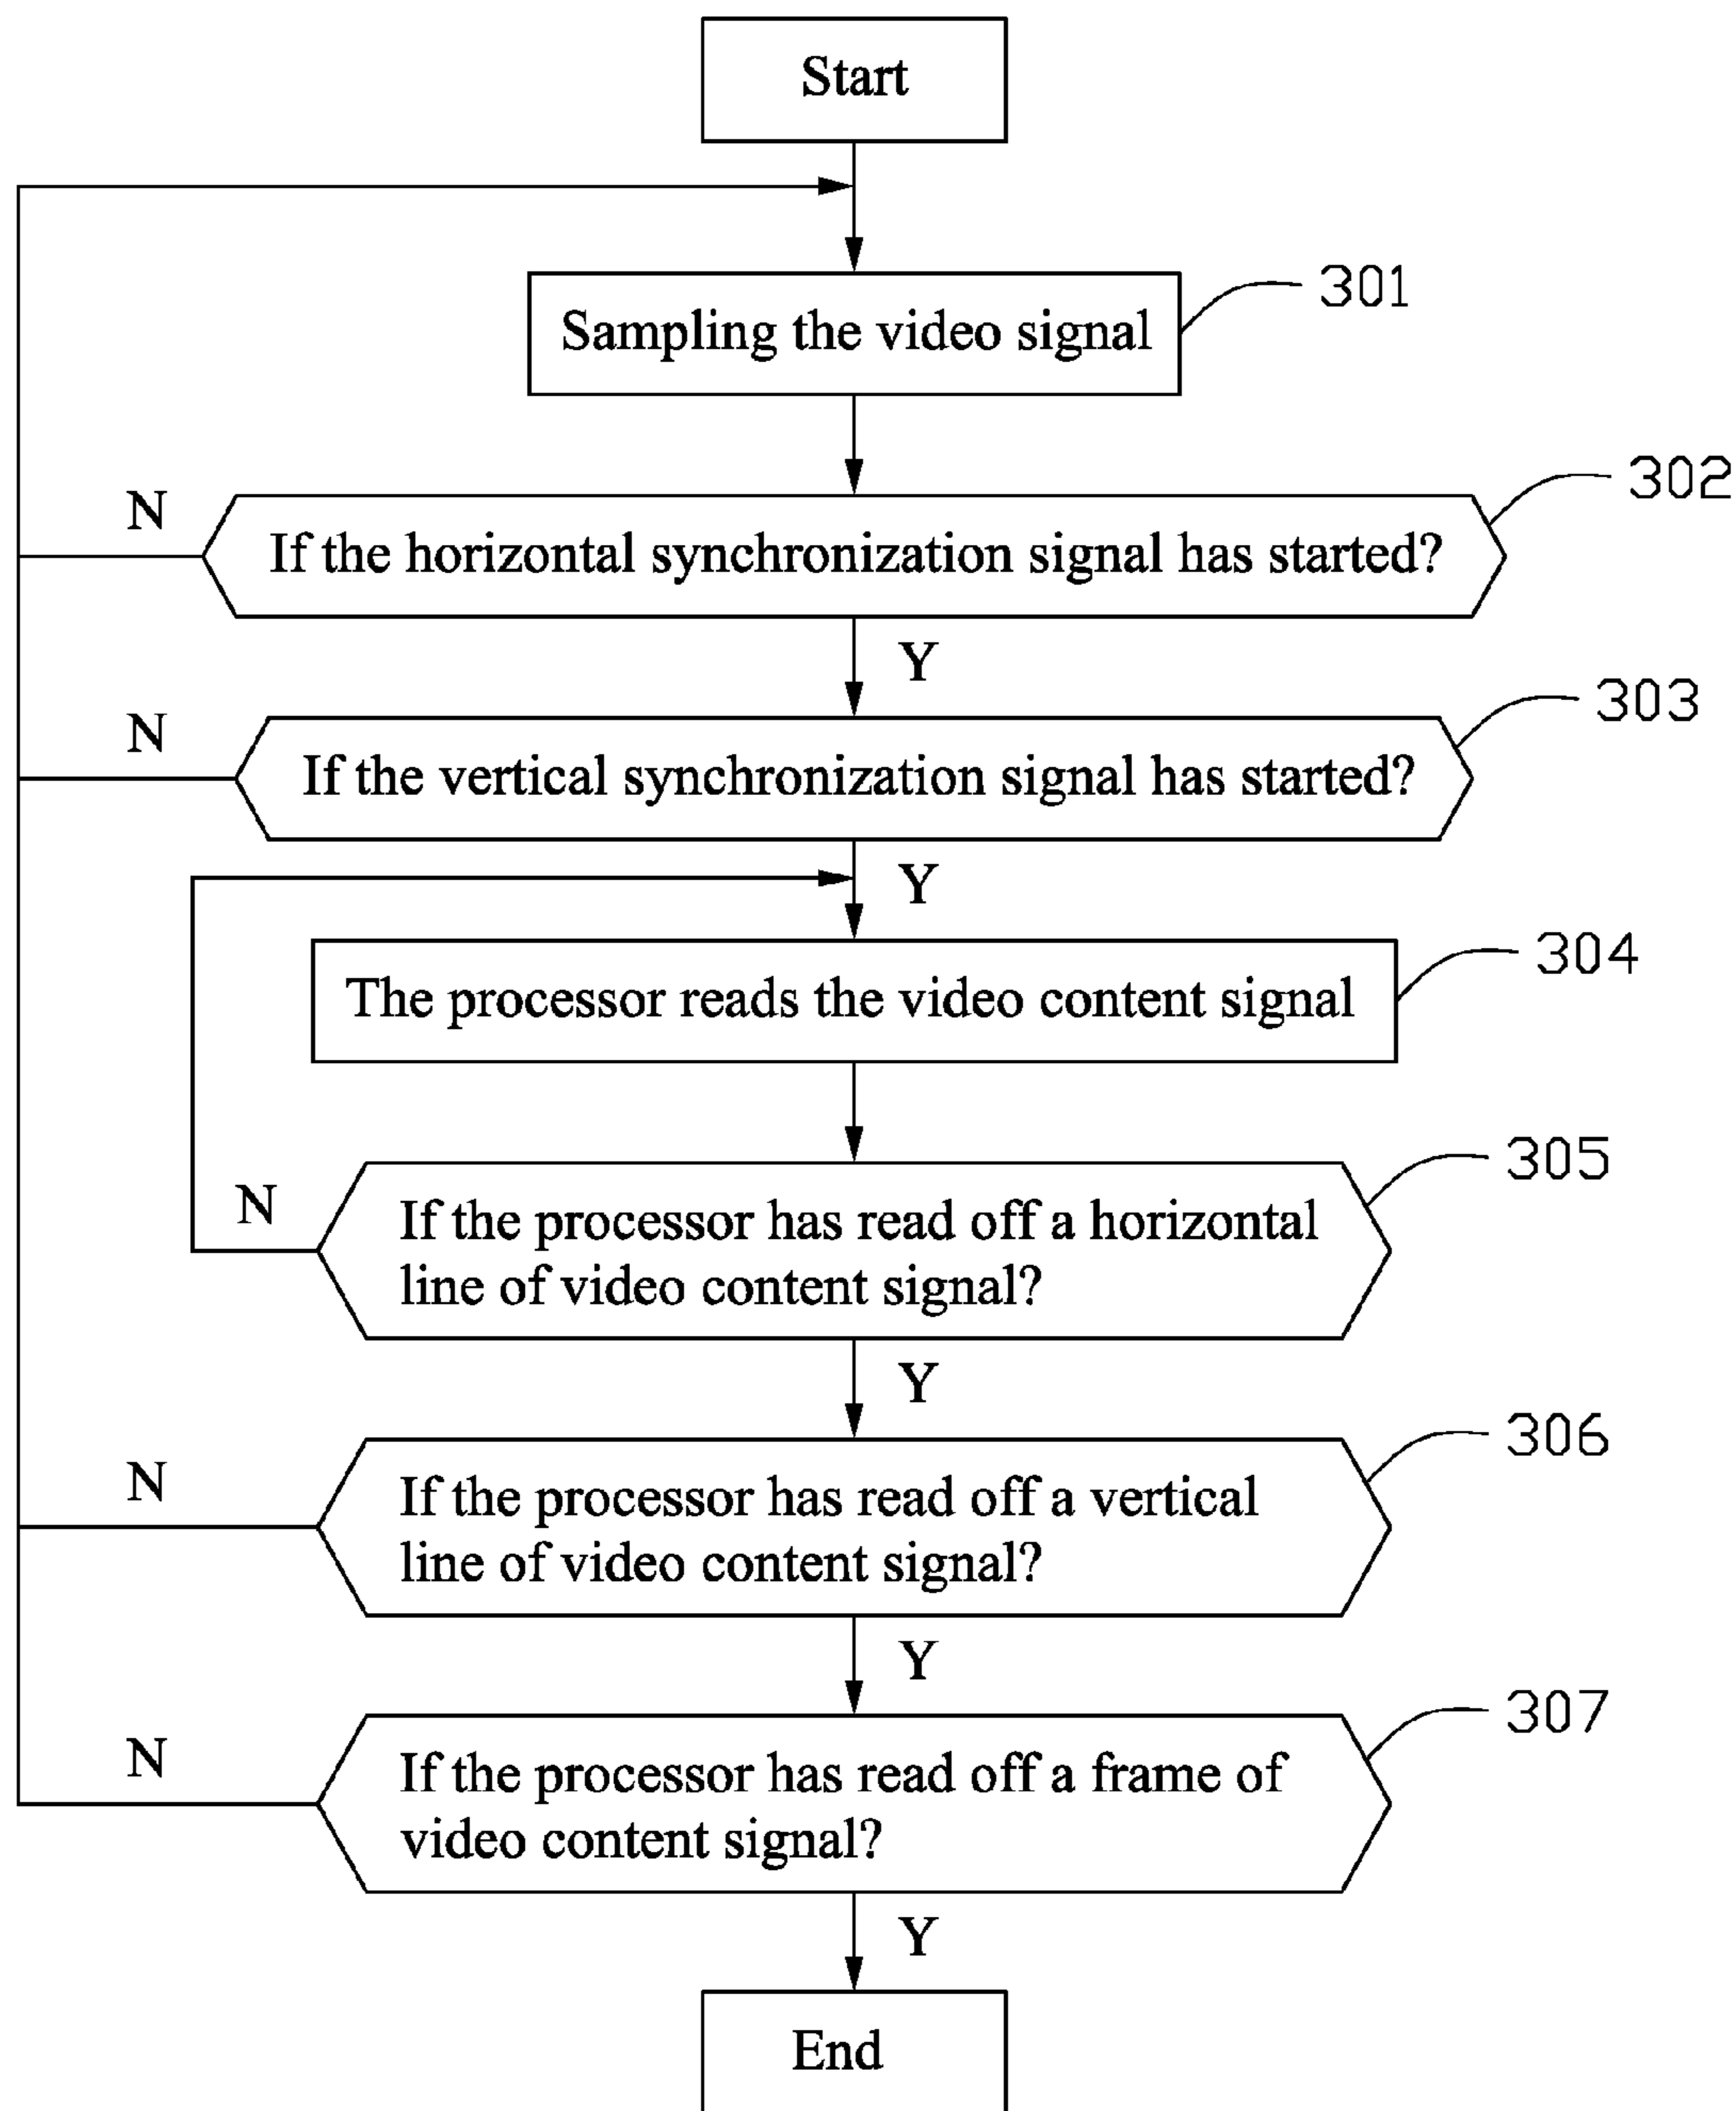 Start
Sampling the video signal
301
N
If the horizontal synchronization signal has started?
302
Y
N
If the vertical synchronization signal has started?
303
Y
The processor reads the video content signal
304
N
If the processor has read off a horizontal
line of video content signal?
305
Y
N
If the processor has read off a vertical
line of video content signal?
306
Y
N
If the processor has read off a frame of
video content signal?
307
Y
End